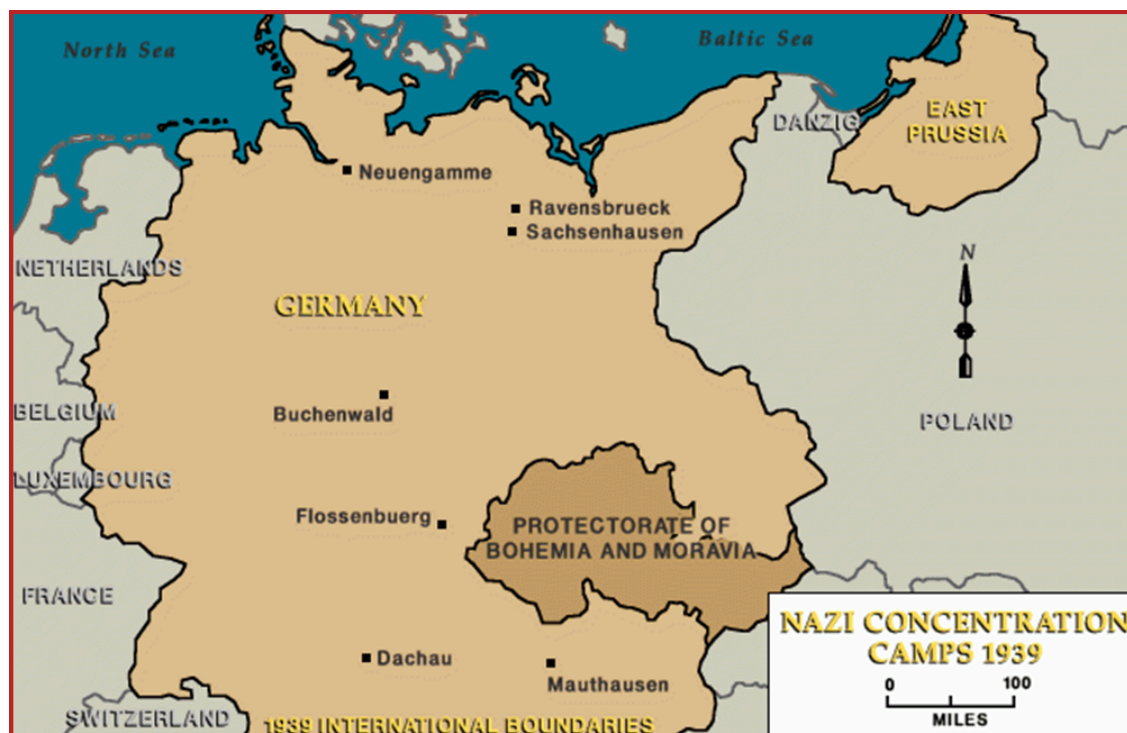 North Sea
Baltic Sea
DANZIG
EAST
PRUSSIA
Neuengamme
Ravensbrueck
Sachsenhausen
NETHERLANDS
N
GERMANY
BELGIUM
Buchenwald
POLAND
LUXEMBOURG
Flossenbuerg
PROTECTORATE OF
BOHEMIA AND MORAVIA
FRANCE
NAZI CONCENTRATION
CAMPS 1939
Dachau
Mauthausen
0 100
MILES
SWITZERLAND
1939 INTERNATIONAL BOUNDARIES